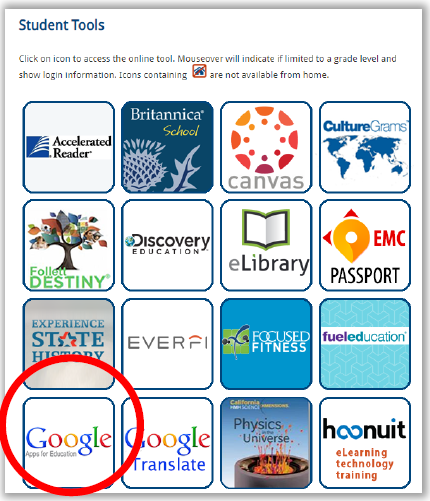 Student Tools
Click on icon to access the online tool. Mouseover will indicate if limited to a grade level and
show login information. Icons containing are not available from home.
Accelerated
Reader
Britannica®
School
canvas
CultureGrams™
Follett
DESTINY®
Discovery
EDUCATION
eLibrary
EMC
PASSPORT
EXPERIENCE
STATE
HISTORY
EVERFI
FOCUSED
FITNESS
fueleducation
Google
Apps for Education
Google
Translate
California
Physics
in the
Universe
hoonuit
eLearning
technology
training